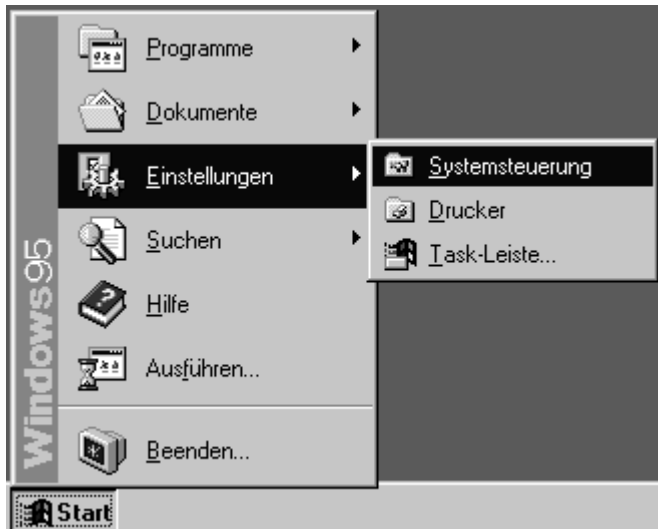 Programme
Dokumente
Einstellungen
Systemsteuerung
Drucker
Task-Leiste...
Suchen
Hilfe
Ausführen...
Beenden...
Windows95
Start